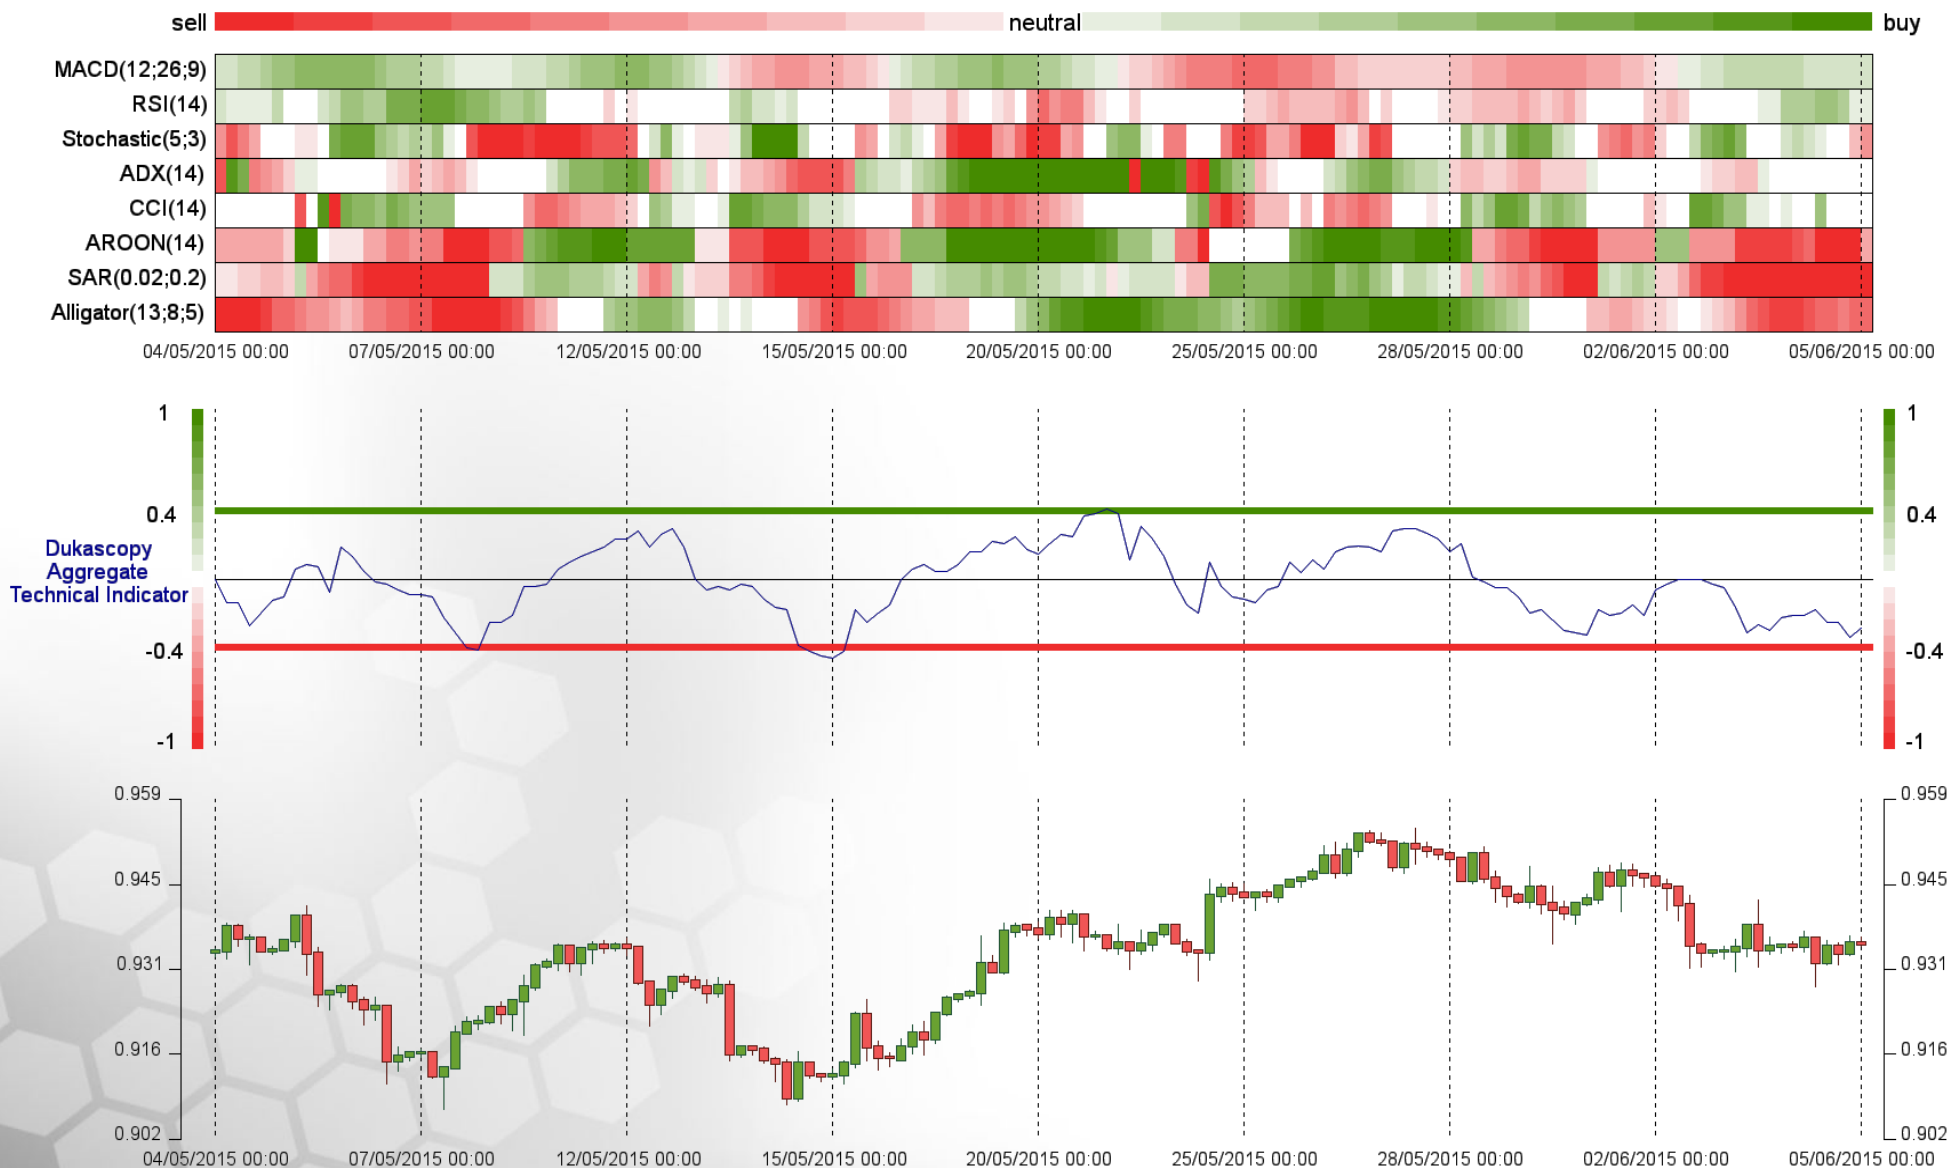 sell neutral buy
MACD(12;26;9)
RSI(14)
Stochastic(5;3)
ADX(14)
CCI(14)
AROON(14)
SAR(0.02;0.2)
Alligator(13;8;5)
04/05/2015 00:00 07/05/2015 00:00 12/05/2015 00:00 15/05/2015 00:00 20/05/2015 00:00 25/05/2015 00:00 28/05/2015 00:00 02/06/2015 00:00 05/06/2015 00:00
1 1
0.4 0.4
Dukascopy
Aggregate
Technical Indicator
-0.4 -0.4
-1 -1
0.959 0.959
0.945 0.945
0.931 0.931
0.916 0.916
0.902 0.902
04/05/2015 00:00 07/05/2015 00:00 12/05/2015 00:00 15/05/2015 00:00 20/05/2015 00:00 25/05/2015 00:00 28/05/2015 00:00 02/06/2015 00:00 05/06/2015 00:00